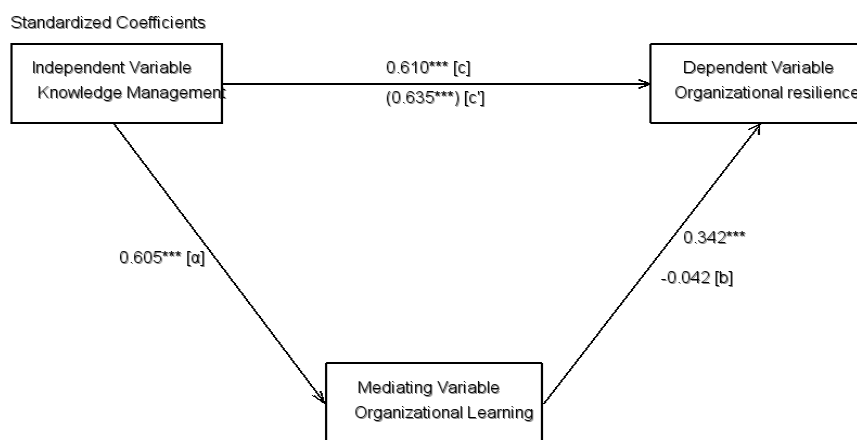 Standardized Coefficients
Independent Variable
Knowledge Management
0.610*** [c]
(0.635***) [c']
Dependent Variable
Organizational resilience
0.605*** [α]
0.342***
-0.042 [b]
Mediating Variable
Organizational Learning